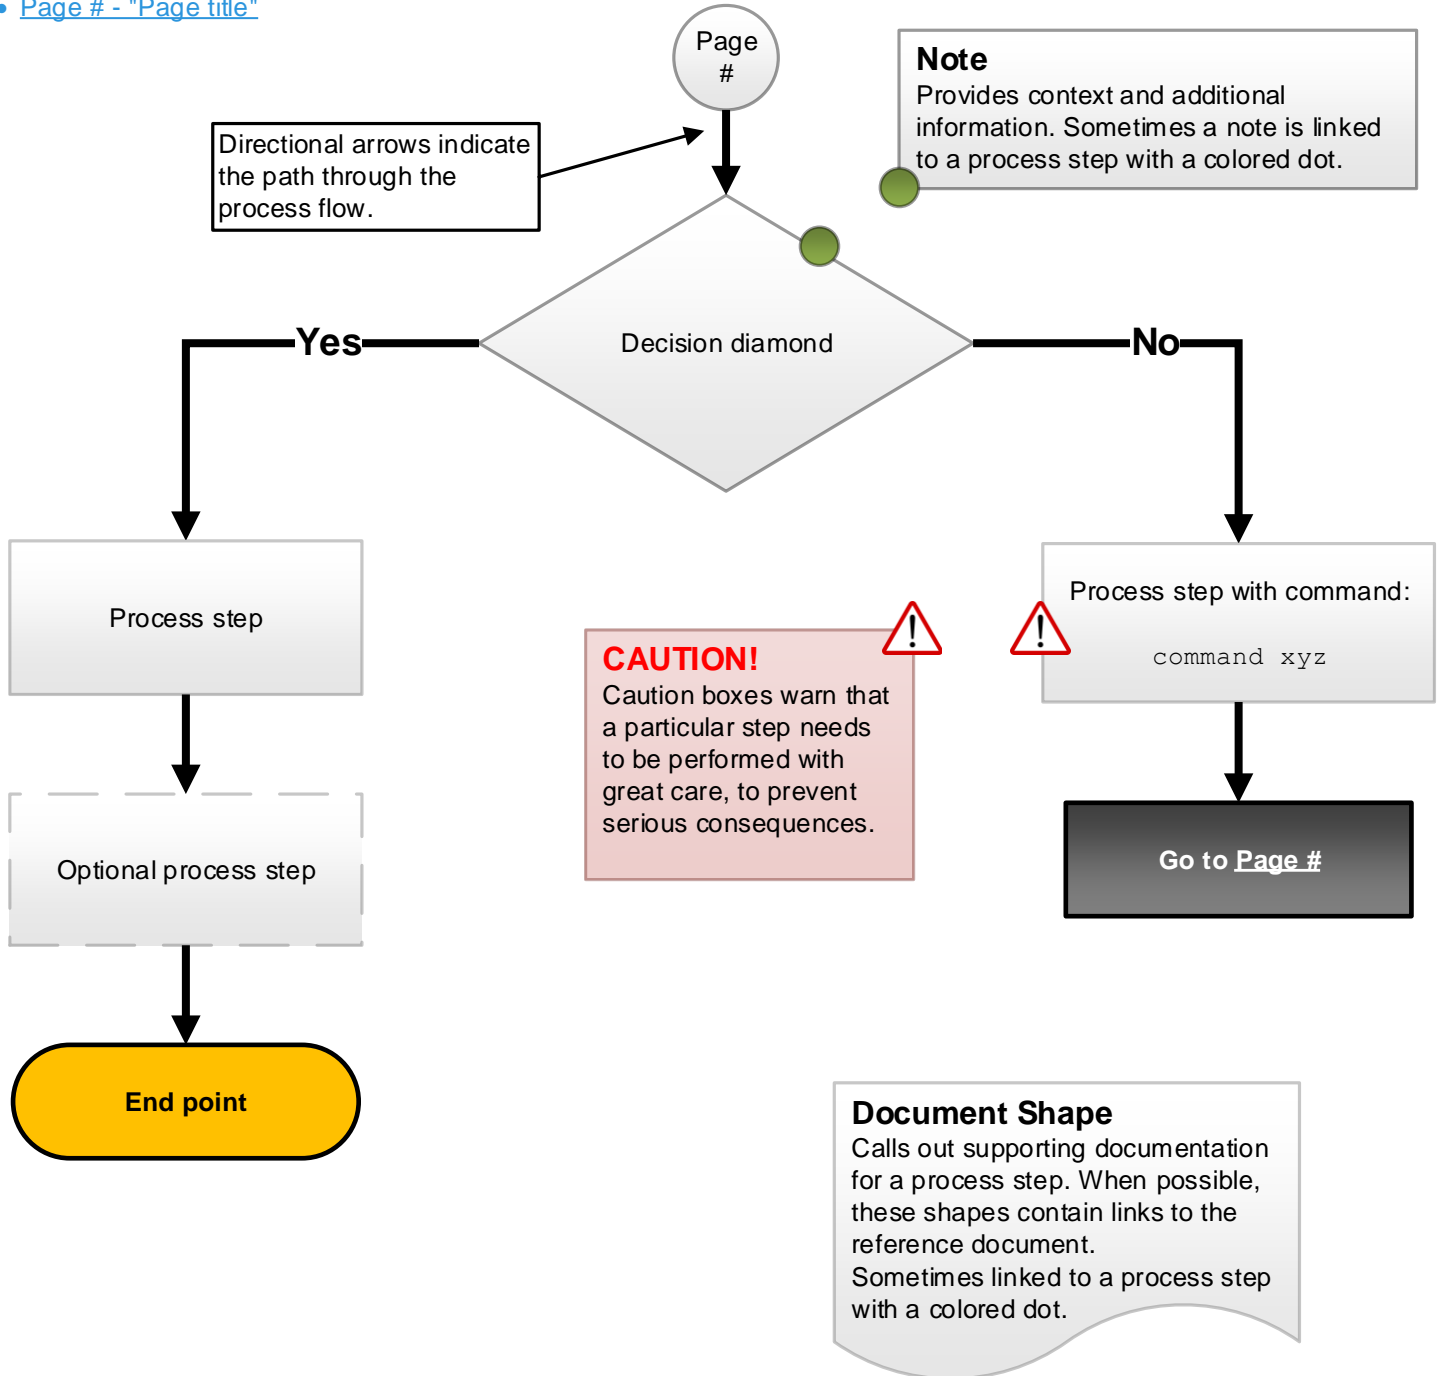 Page # - "Page title"
Page
#
Note
Provides context and additional
information. Sometimes a note is linked
to a process step with a colored dot.
Directional arrows indicate
the path through the
process flow.
Yes
Decision diamond
No
Process step
Process step with command:
command xyz
CAUTION!
Caution boxes warn that
a particular step needs
to be performed with
great care, to prevent
serious consequences.
Optional process step
Go to Page #
End point
Document Shape
Calls out supporting documentation
for a process step. When possible,
these shapes contain links to the
reference document.
Sometimes linked to a process step
with a colored dot.